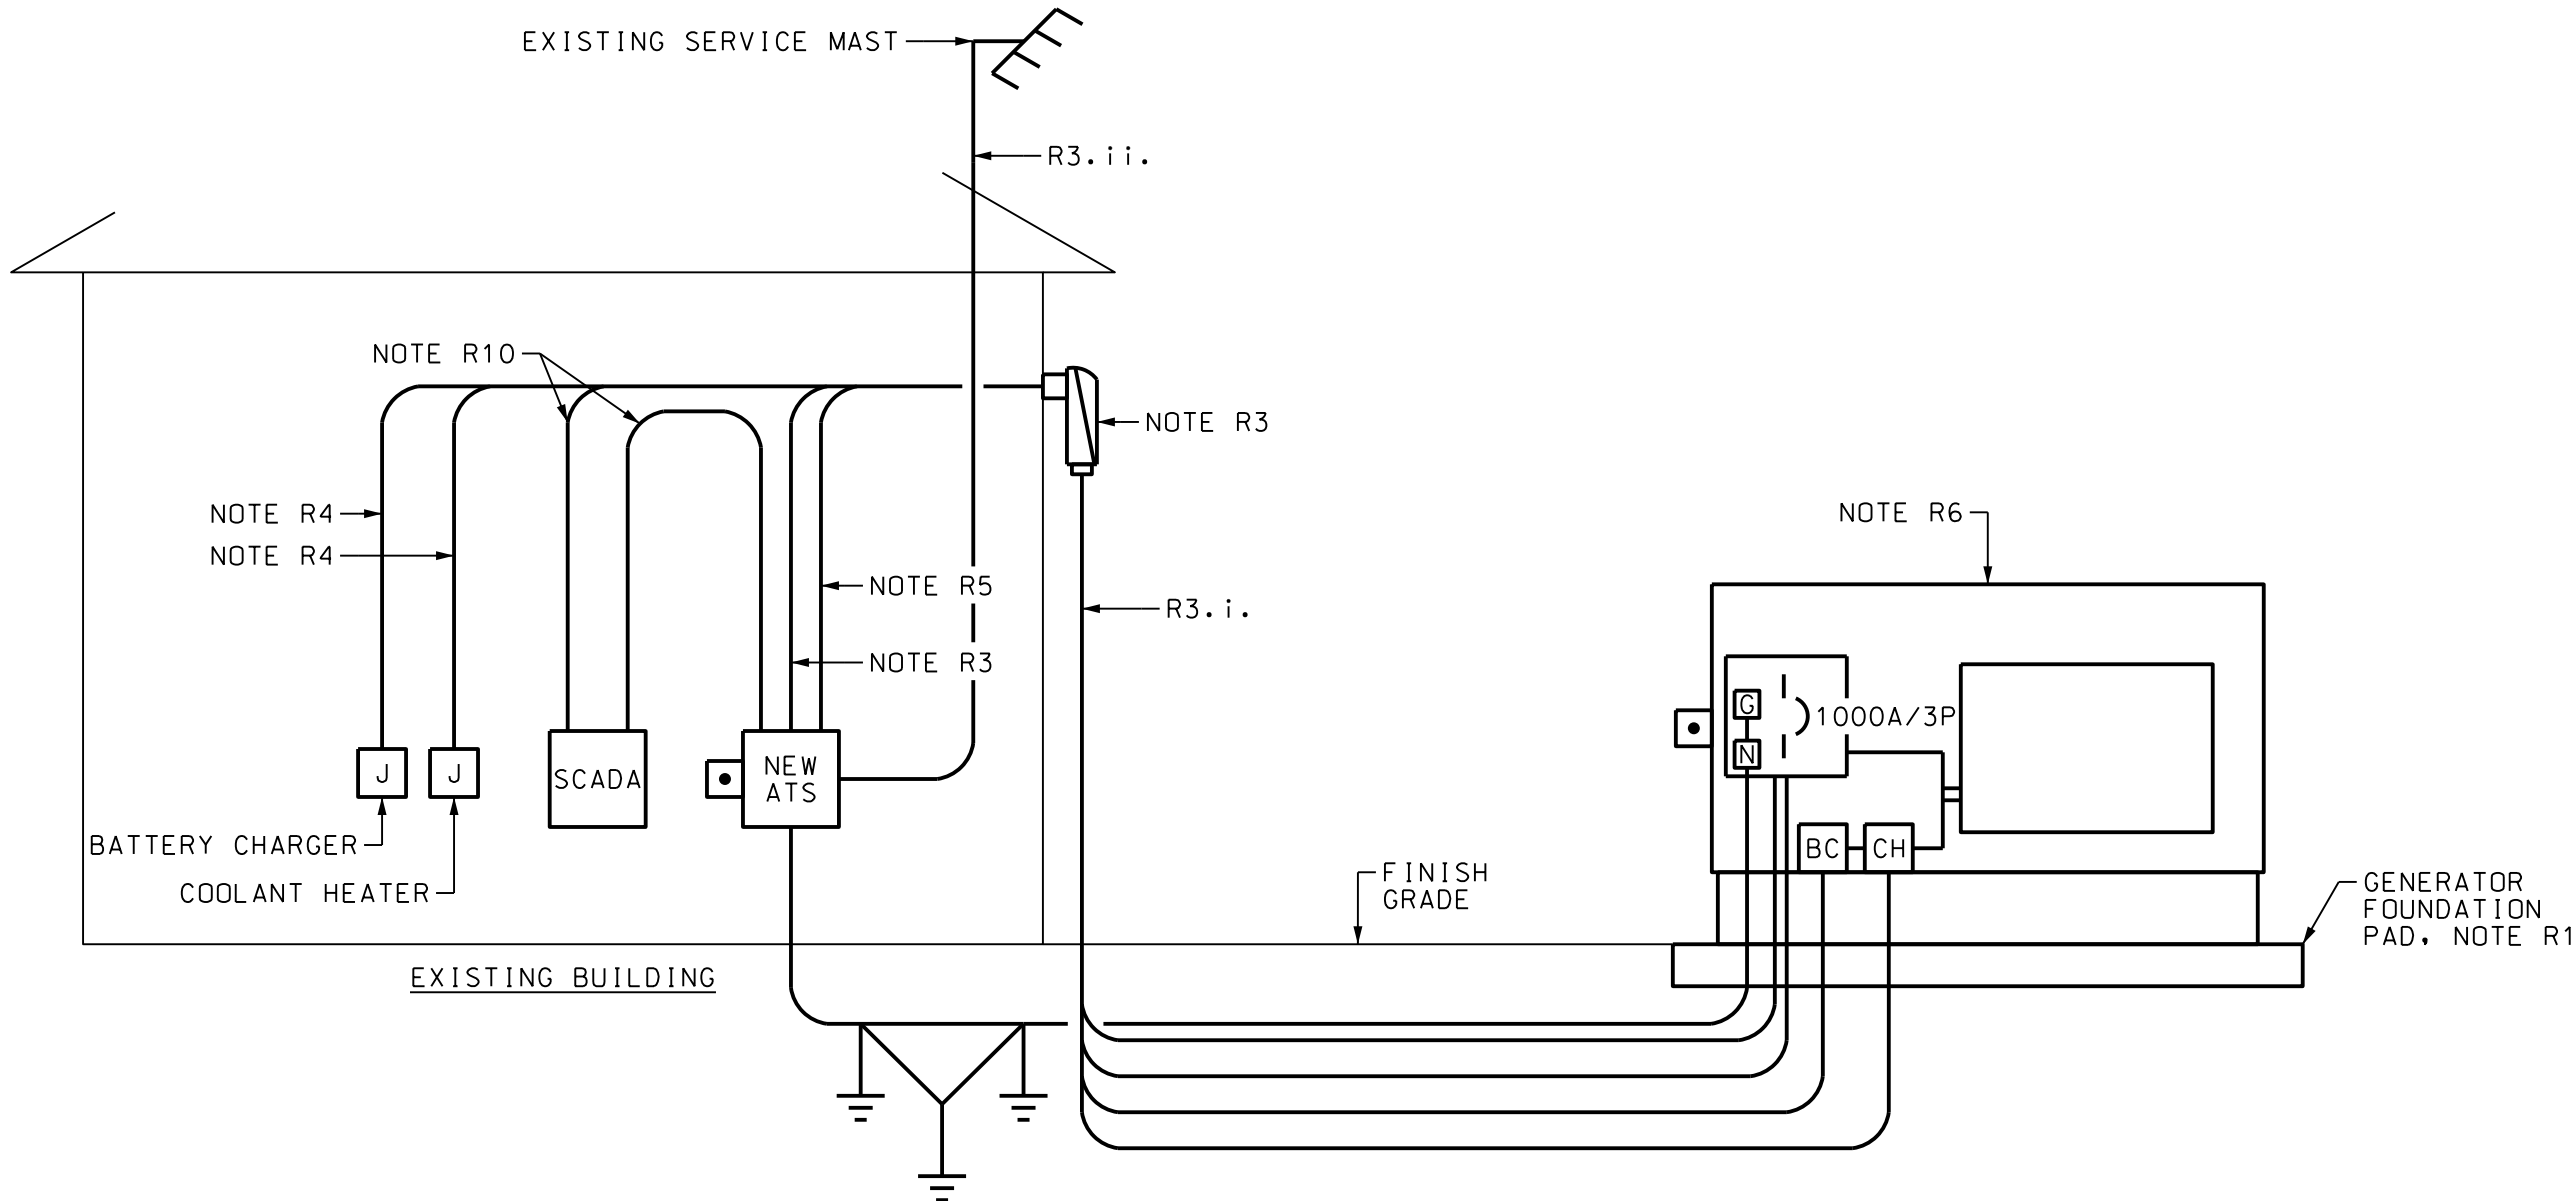 EXISTING SERVICE MAST
R3.ii.
NOTE R10
NOTE R3
NOTE R4
NOTE R4
NOTE R5
R3.i.
NOTE R3
NOTE R6
G
1000A/3P
N
J
J
SCADA
NEW
ATS
BATTERY CHARGER
COOLANT HEATER
BC
CH
FINISH
GRADE
GENERATOR
FOUNDATION
PAD, NOTE R1
EXISTING BUILDING